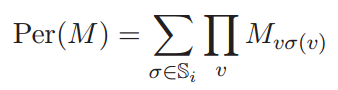 Per(M) = ∑_{σ∈𝕊_i} ∏_v M_{vσ(v)}